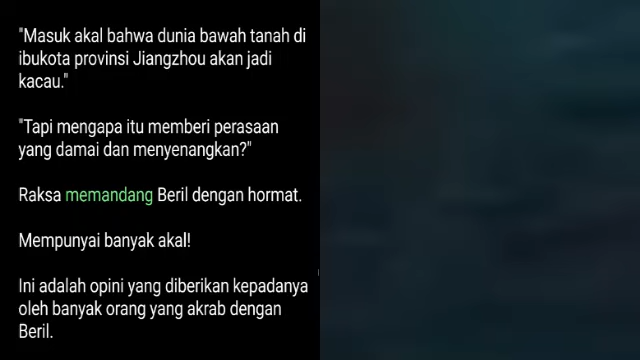 "Masuk akal bahwa dunia bawah tanah di
ibukota provinsi Jiangzhou akan jadi
kacau."
"Tapi mengapa itu memberi perasaan
yang damai dan menyenangkan?"
Raksa memandang Beril dengan hormat.
Mempunyai banyak akal!
Ini adalah opini yang diberikan kepadanya
oleh banyak orang yang akrab dengan
Beril.